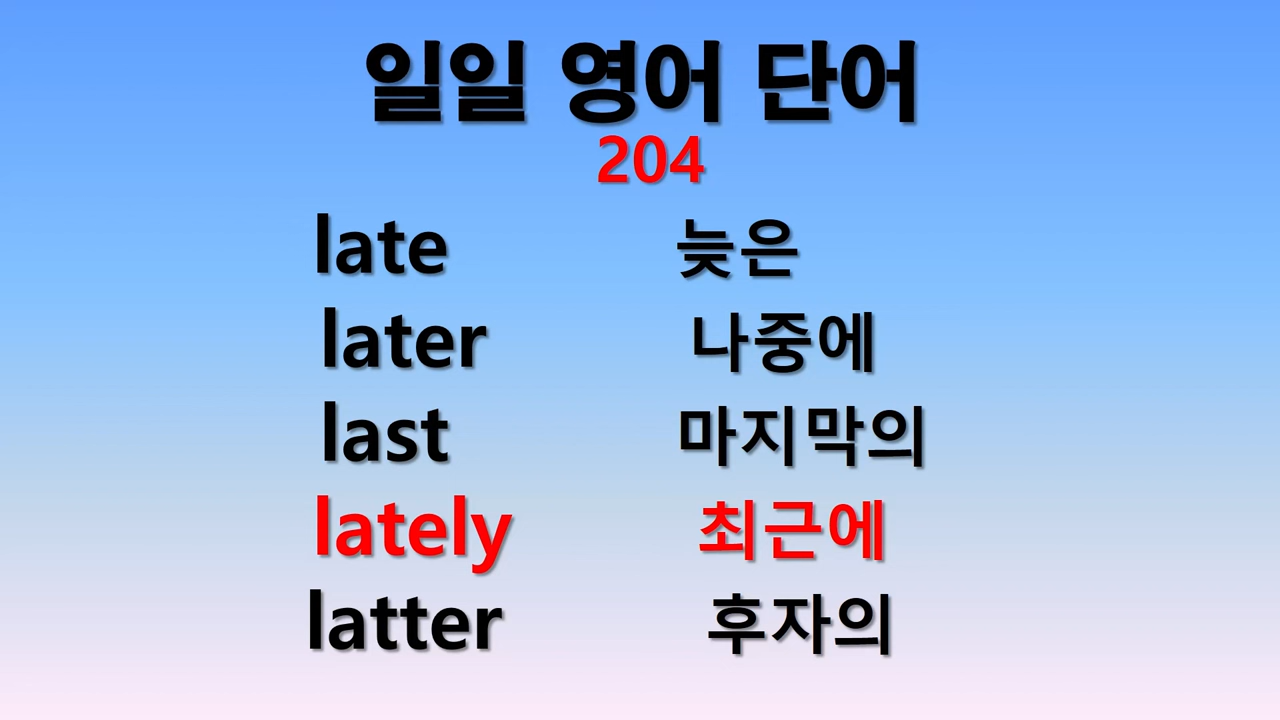 일일 영어 단어
204
late 늦은
later 나중에
last 마지막의
lately 최근에
latter 후자의